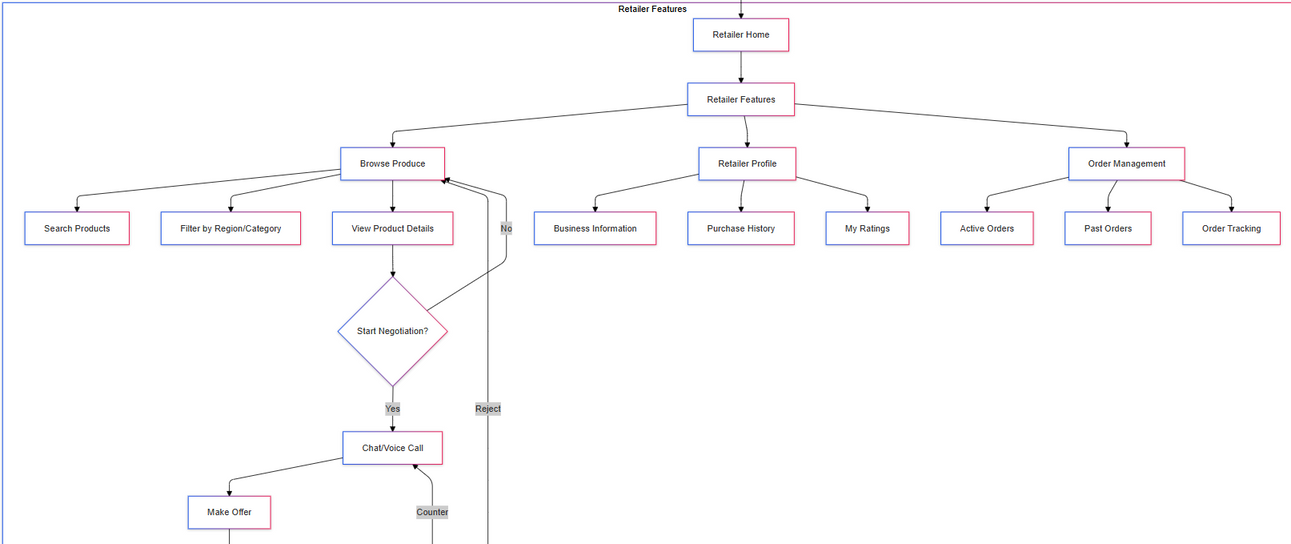 Retailer Features
Retailer Home
Retailer Features
Browse Produce
Retailer Profile
Order Management
Search Products
Filter by Region/Category
View Product Details
No
Business Information
Purchase History
My Ratings
Active Orders
Past Orders
Order Tracking
Start Negotiation?
Yes
Reject
Chat/Voice Call
Make Offer
Counter